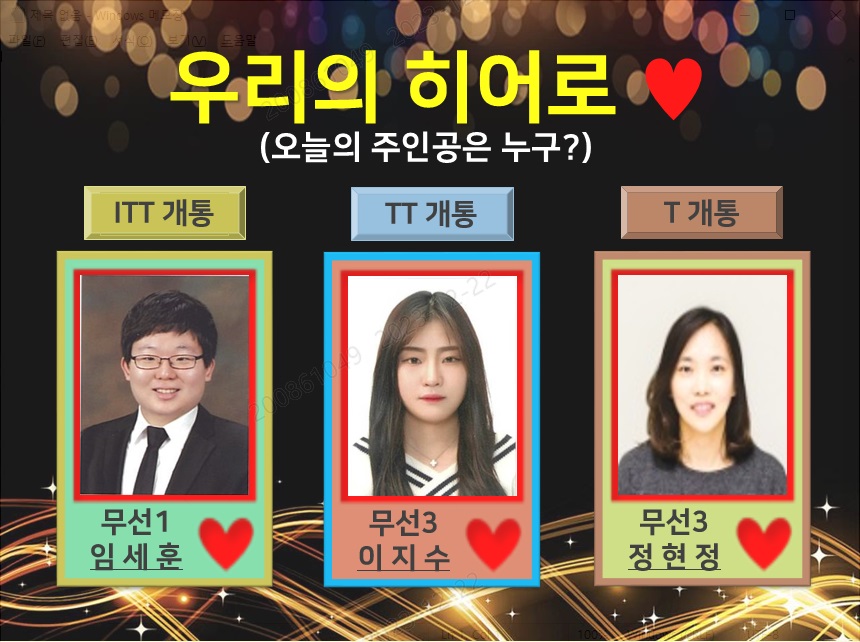 우리의 히어로
(오늘의 주인공은 누구?)
ITT 개통
TT 개통
T 개통
무선1
임 세 훈
무선3
이 지 수
무선3
정 현 정